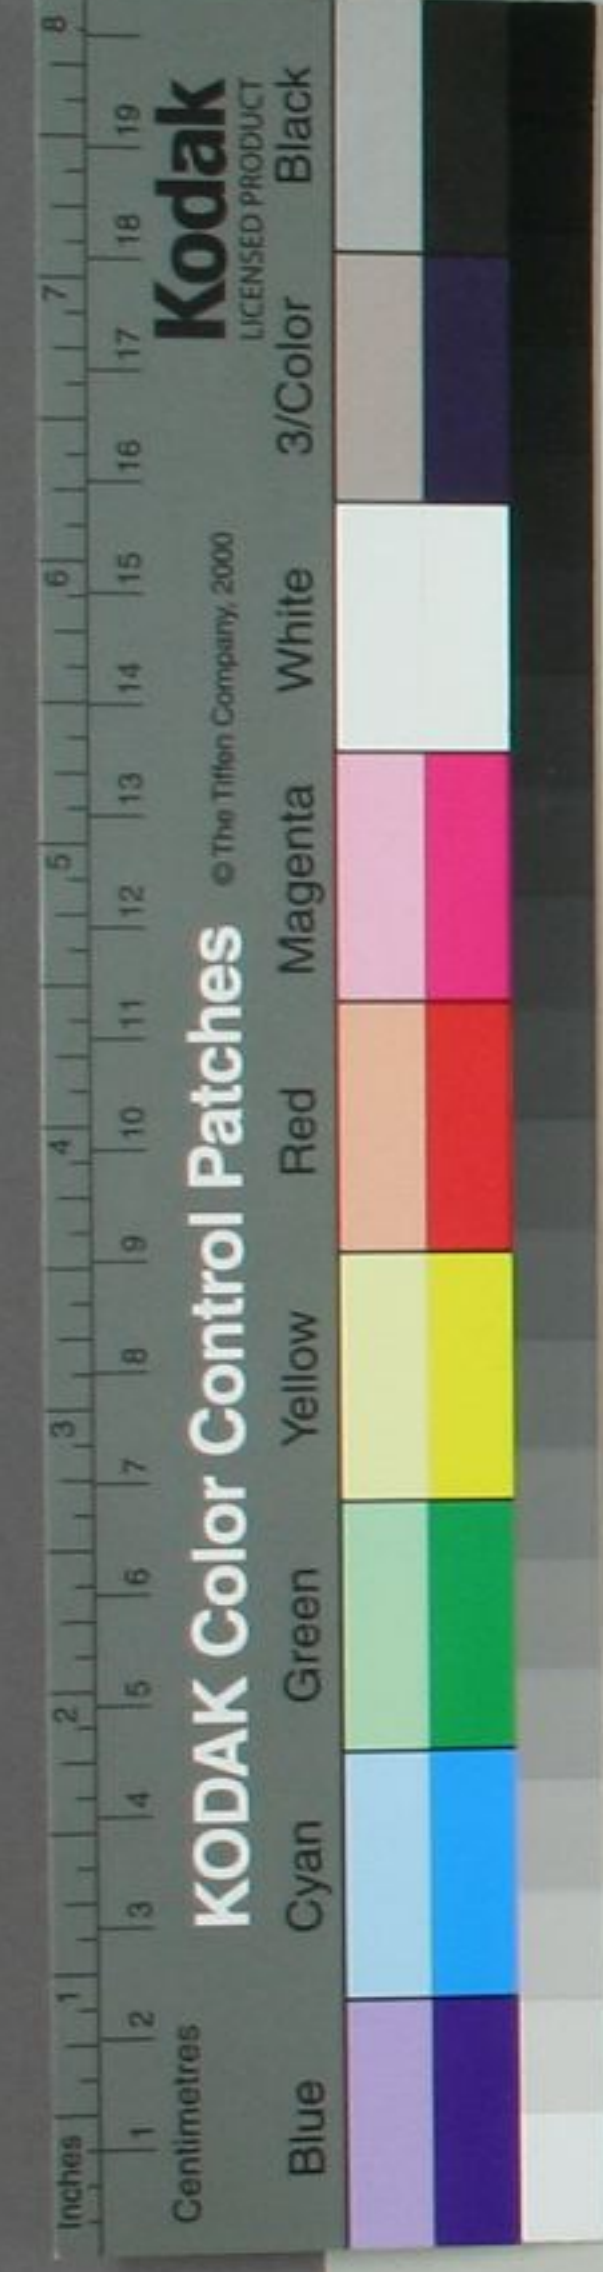 Inches 1 2 3 4 5 6 7 8
1 2 3 4 5 6 7 8 9 10 11 12 13 14 15 16 17 18 19
Centimetres
KODAK Color Control Patches © The Tiffen Company, 2000
Kodak
LICENSED PRODUCT
Blue Cyan Green Yellow Red Magenta White 3/Color Black